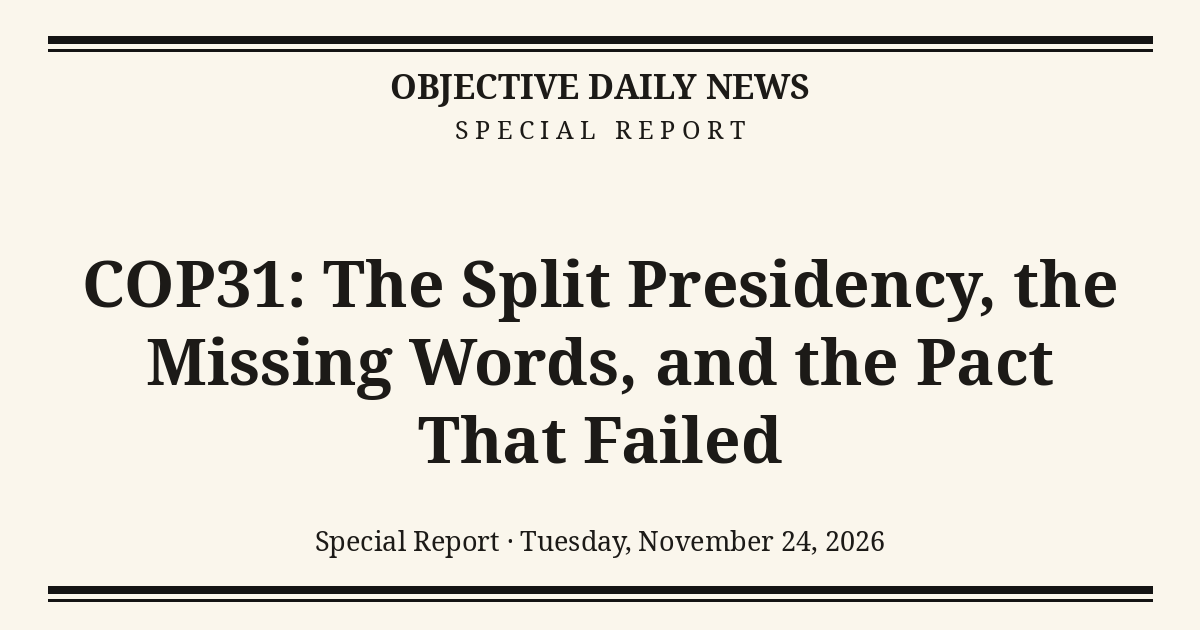 OBJECTIVE DAILY NEWS
SPECIAL REPORT
COP31: The Split Presidency, the
Missing Words, and the Pact
That Failed
Special Report · Tuesday, November 24, 2026